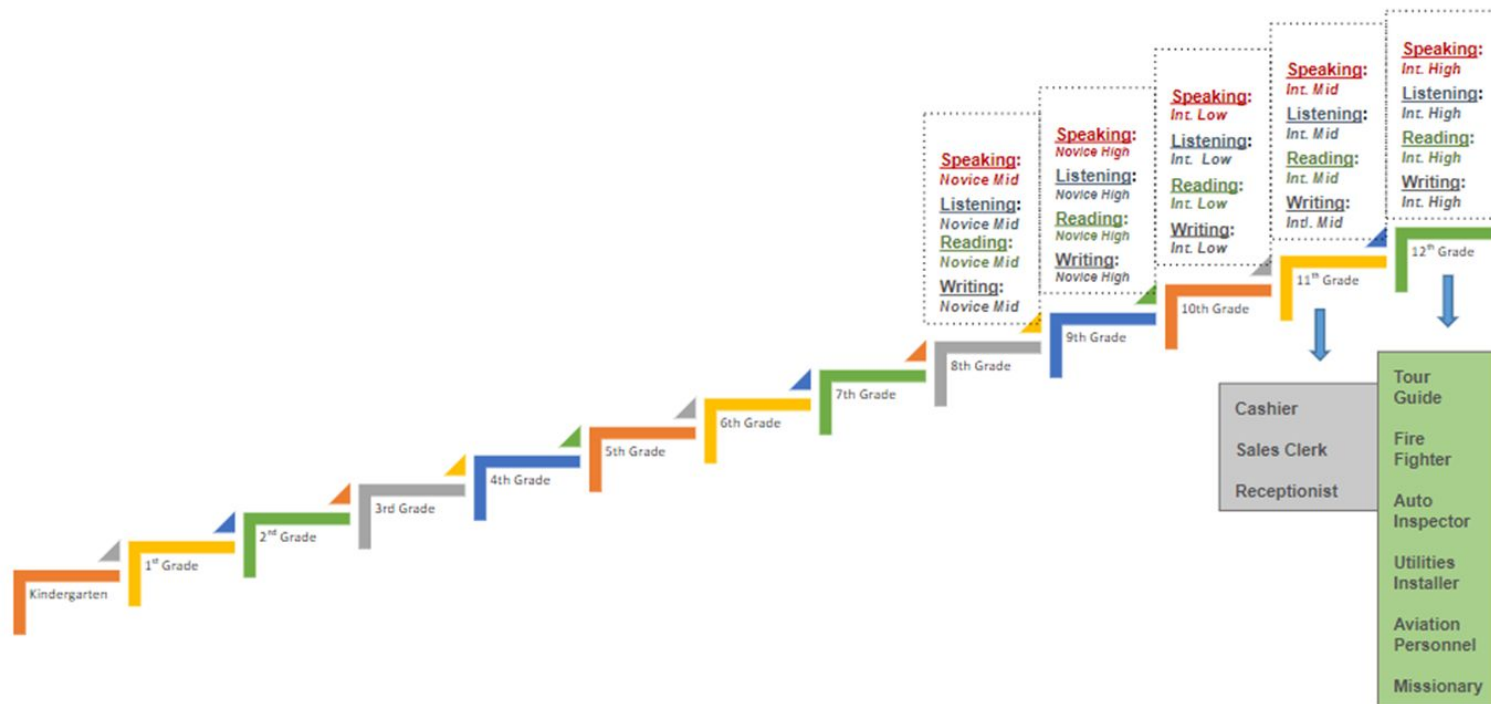 Speaking:
Novice Mid
Listening:
Novice Mid
Reading:
Novice Mid
Writing:
Novice Mid
Speaking:
Novice High
Listening:
Novice High
Reading:
Novice High
Writing:
Novice High
Speaking:
Int. Low
Listening:
Int. Low
Reading:
Int. Low
Writing:
Int. Low
Speaking:
Int. Mid
Listening:
Int. Mid
Reading:
Int. Mid
Writing:
Intl. Mid
Speaking:
Int. High
Listening:
Int. High
Reading:
Int. High
Writing:
Int. High
Kindergarten
1st Grade
2nd Grade
3rd Grade
4th Grade
5th Grade
6th Grade
7th Grade
8th Grade
9th Grade
10th Grade
11th Grade
12th Grade
Cashier
Sales Clerk
Receptionist
Tour
Guide
Fire
Fighter
Auto
Inspector
Utilities
Installer
Aviation
Personnel
Missionary